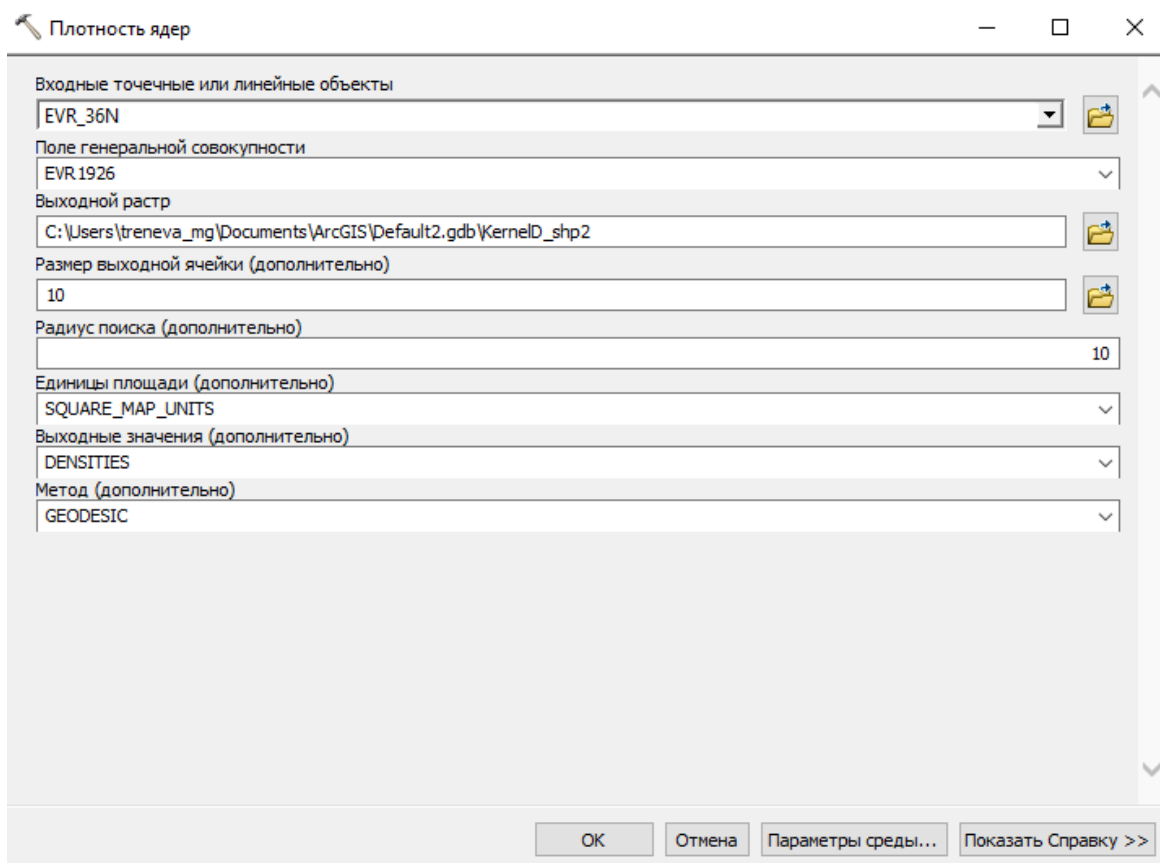 Плотность ядер
Входные точечные или линейные объекты
EVR_36N
Поле генеральной совокупности
EVR1926
Выходной растр
C:\Users\treneva_mg\Documents\ArcGIS\Default2.gdb\KernelD_shp2
Размер выходной ячейки (дополнительно)
10
Радиус поиска (дополнительно)
10
Единицы площади (дополнительно)
SQUARE_MAP_UNITS
Выходные значения (дополнительно)
DENSITIES
Метод (дополнительно)
GEODESIC
OK Отмена Параметры среды... Показать Справку >>